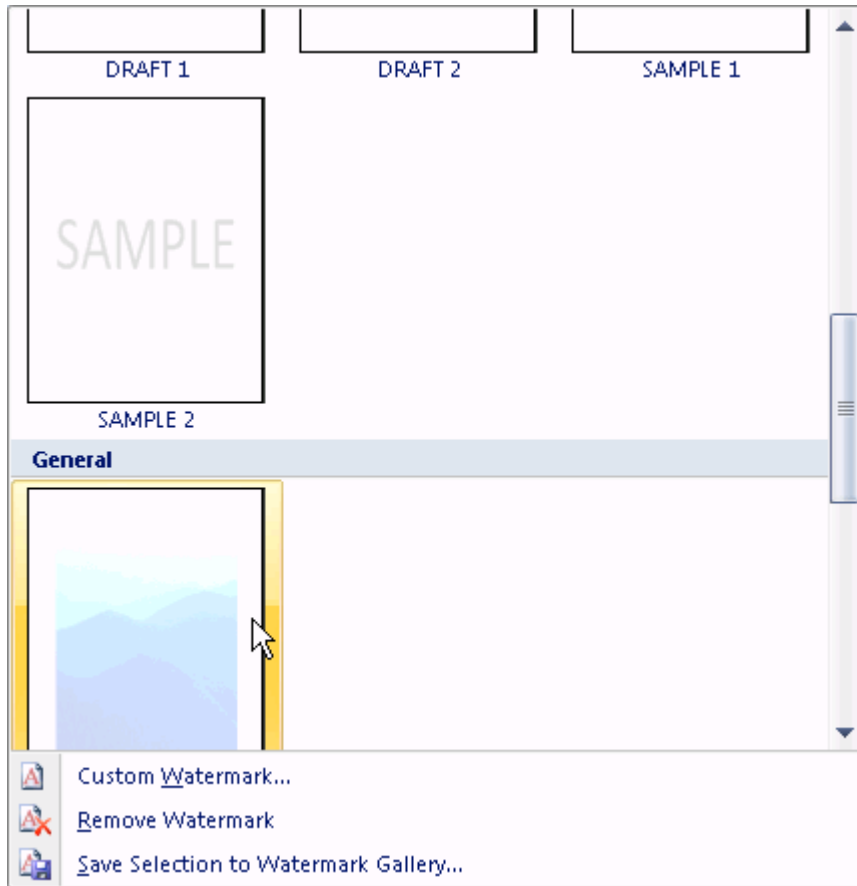 DRAFT 1 DRAFT 2 SAMPLE 1
SAMPLE
SAMPLE 2
General
Custom Watermark...
Remove Watermark
Save Selection to Watermark Gallery...